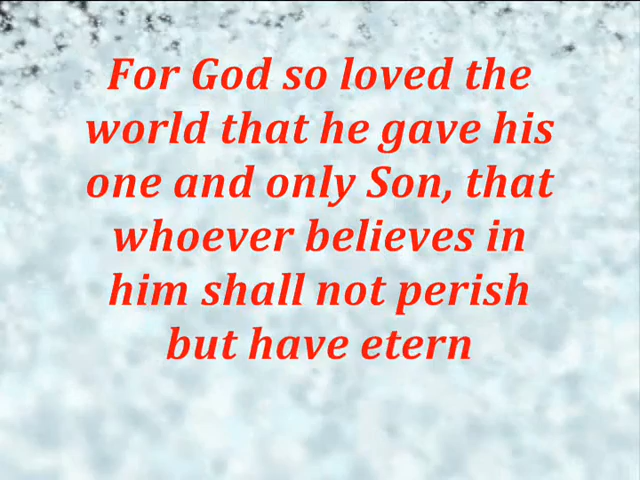 For God so loved the
world that he gave his
one and only Son, that
whoever believes in
him shall not perish
but have etern